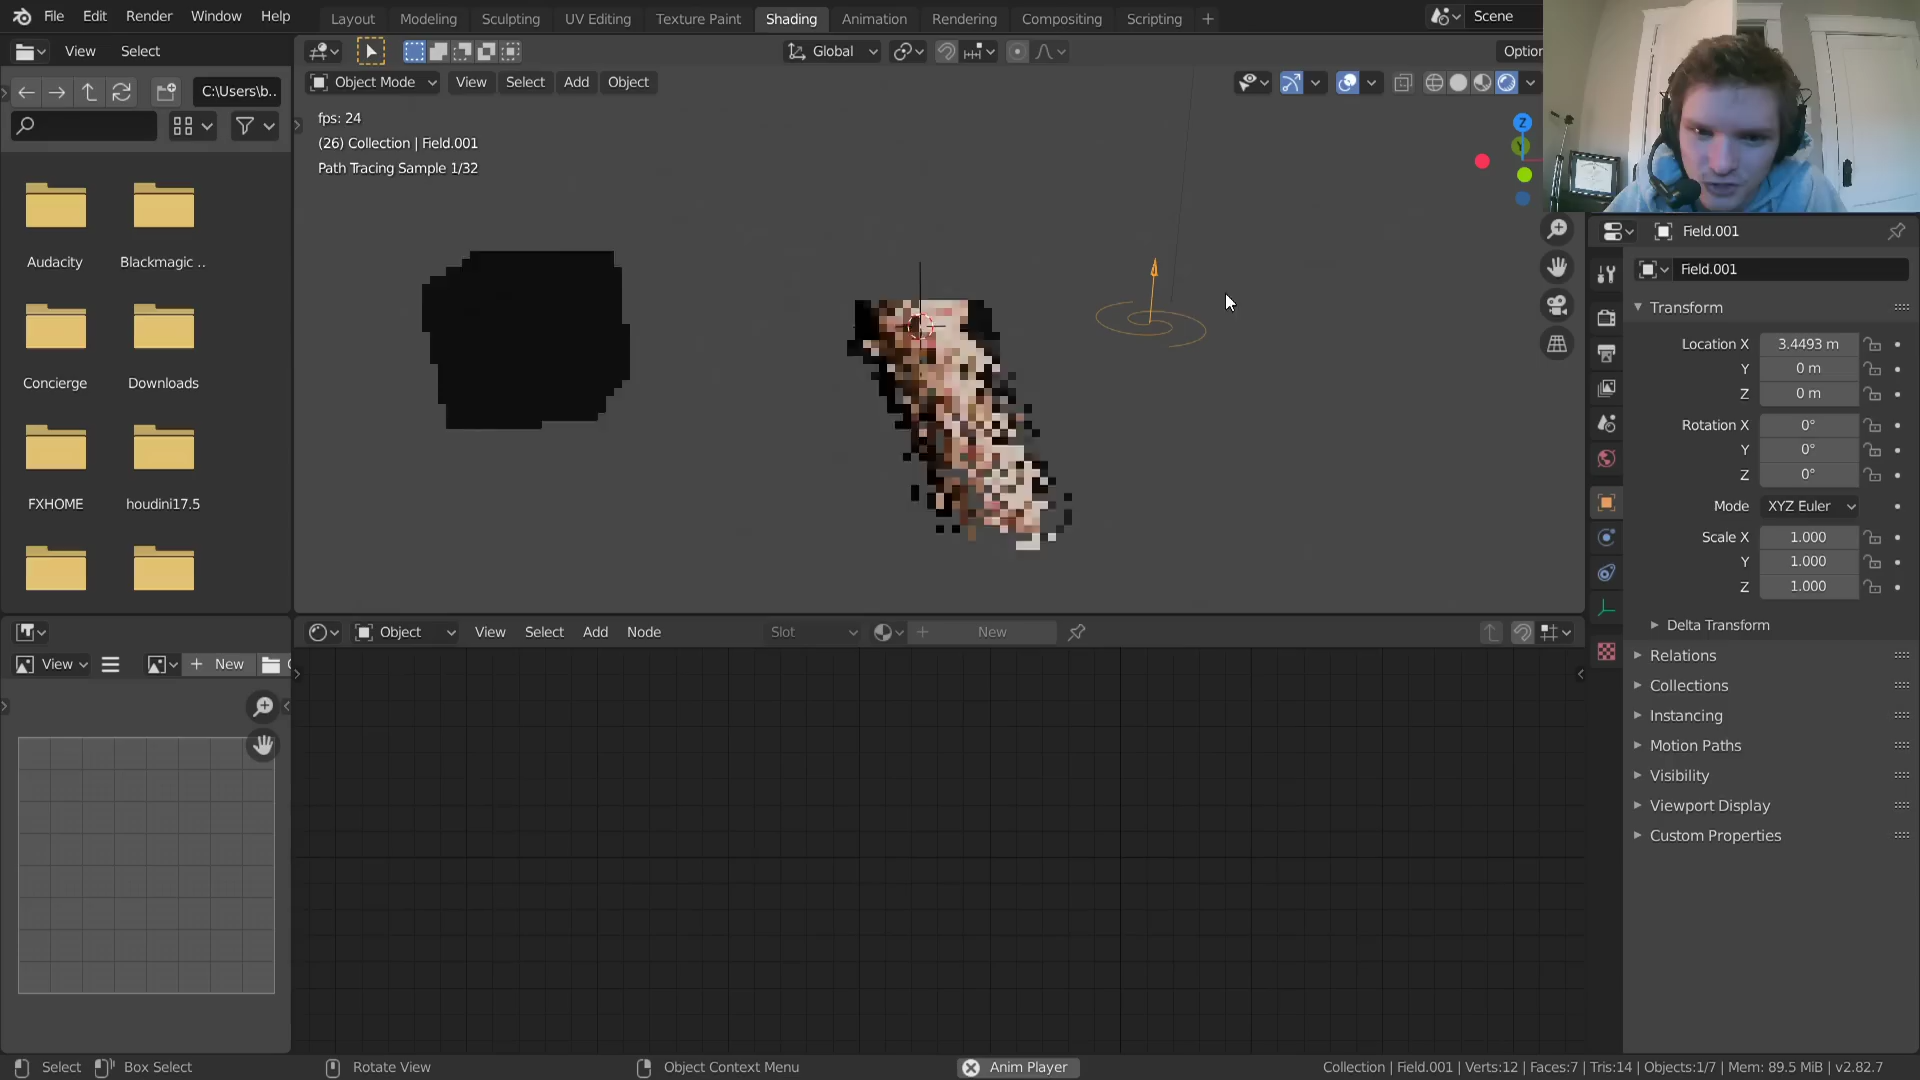 File Edit Render Window Help
Layout Modeling Sculpting UV Editing Texture Paint Shading Animation Rendering Compositing Scripting
Scene
View Select
Global
Optio
C:\Users\b..
Object Mode View Select Add Object
fps: 24
(26) Collection | Field.001
Path Tracing Sample 1/32
Z
Y
Audacity Blackmagic ..
Concierge Downloads
FXHOME houdini17.5
Field.001
Field.001
Transform
Location X 3.4493 m
Y 0 m
Z 0 m
Rotation X 0°
Y 0°
Z 0°
Mode XYZ Euler
Scale X 1.000
Y 1.000
Z 1.000
Delta Transform
Relations
Collections
Instancing
Motion Paths
Visibility
Viewport Display
Custom Properties
Object View Select Add Node Slot New
View New
Select Box Select Rotate View Object Context Menu Anim Player Collection | Field.001 | Verts:12 | Faces:7 | Tris:14 | Objects:1/7 | Mem: 89.5 MiB | v2.82.7